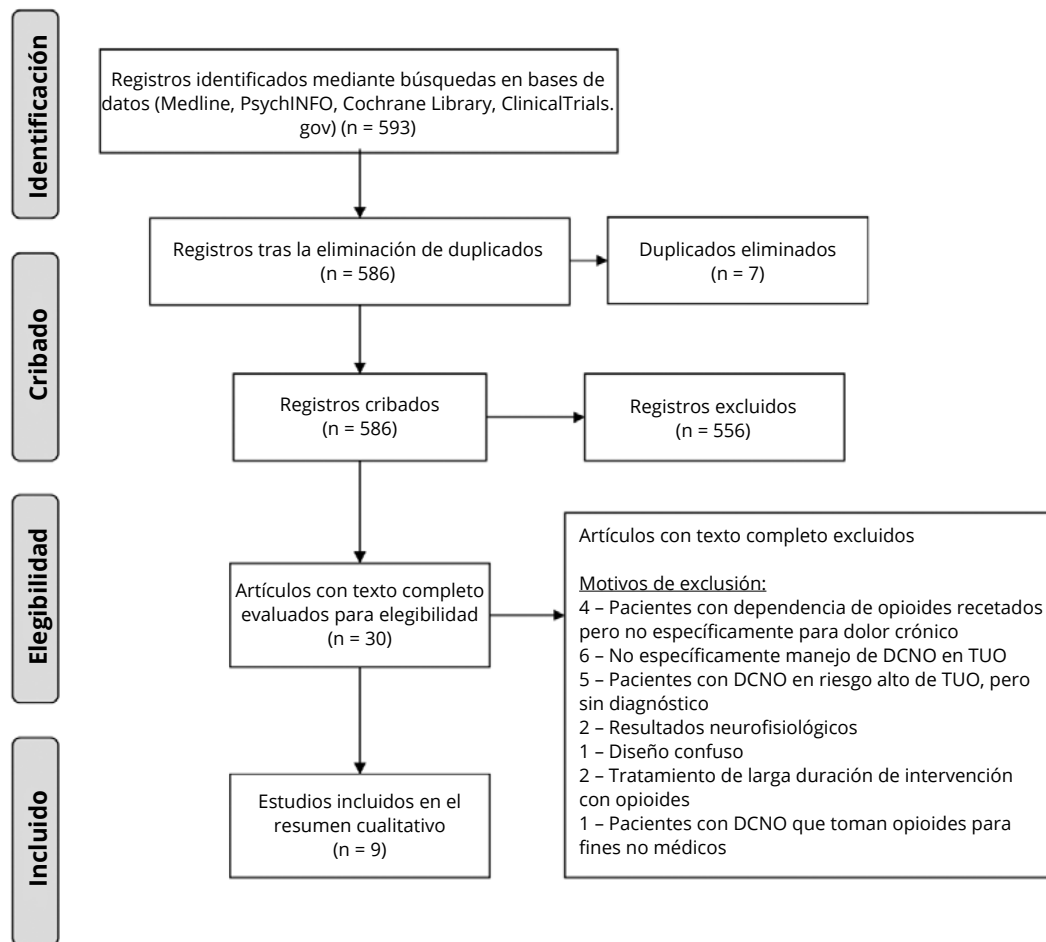 Identificación
Registros identificados mediante búsquedas en bases de
datos (Medline, PsychINFO, Cochrane Library, ClinicalTrials.
gov) (n = 593)
Registros tras la eliminación de duplicados
(n = 586)
Duplicados eliminados
(n = 7)
Cribado
Registros cribados
(n = 586)
Registros excluidos
(n = 556)
Elegibilidad
Artículos con texto completo
evaluados para elegibilidad
(n = 30)
Artículos con texto completo excluidos
Motivos de exclusión:
4 – Pacientes con dependencia de opioides recetados
pero no específicamente para dolor crónico
6 – No específicamente manejo de DCNO en TUO
5 – Pacientes con DCNO en riesgo alto de TUO, pero
sin diagnóstico
2 – Resultados neurofisiológicos
1 – Diseño confuso
2 – Tratamiento de larga duración de intervención
con opioides
1 – Pacientes con DCNO que toman opioides para
fines no médicos
Incluido
Estudios incluidos en el
resumen cualitativo
(n = 9)